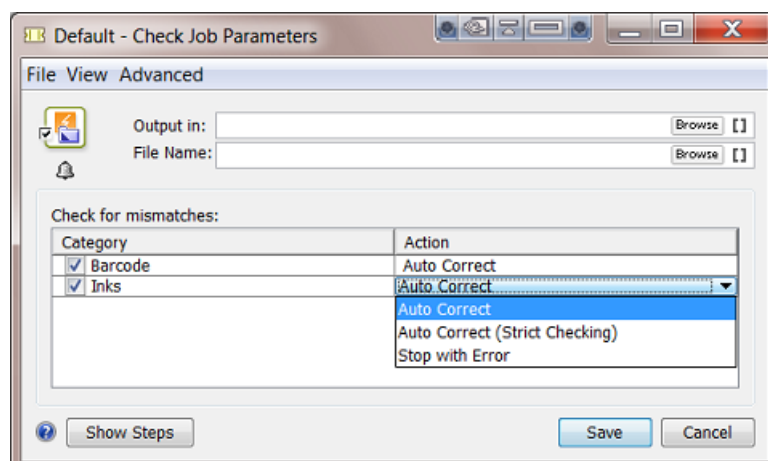 Default - Check Job Parameters
File View Advanced
Output in: Browse []
File Name: Browse []
Check for mismatches:
Category Action
Barcode Auto Correct
Inks Auto Correct
Auto Correct
Auto Correct (Strict Checking)
Stop with Error
? Show Steps Save Cancel